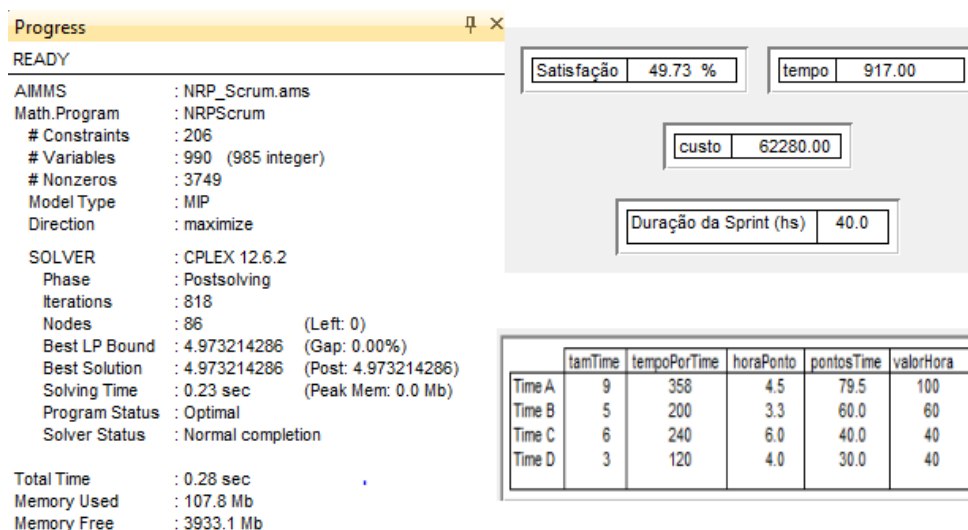 Progress
READY
AIMMS : NRP_Scrum.ams
Math.Program : NRPScrum
# Constraints : 206
# Variables : 990 (985 integer)
# Nonzeros : 3749
Model Type : MIP
Direction : maximize
SOLVER : CPLEX 12.6.2
Phase : Postsolving
Iterations : 818
Nodes : 86 (Left: 0)
Best LP Bound : 4.973214286 (Gap: 0.00%)
Best Solution : 4.973214286 (Post: 4.973214286)
Solving Time : 0.23 sec (Peak Mem: 0.0 Mb)
Program Status : Optimal
Solver Status : Normal completion
Total Time : 0.28 sec
Memory Used : 107.8 Mb
Memory Free : 3933.1 Mb
Satisfação 49.73 % tempo 917.00
custo 62280.00
Duração da Sprint (hs) 40.0
tamTime tempoPorTime horaPonto pontosTime valorHora
Time A 9 358 4.5 79.5 100
Time B 5 200 3.3 60.0 60
Time C 6 240 6.0 40.0 40
Time D 3 120 4.0 30.0 40